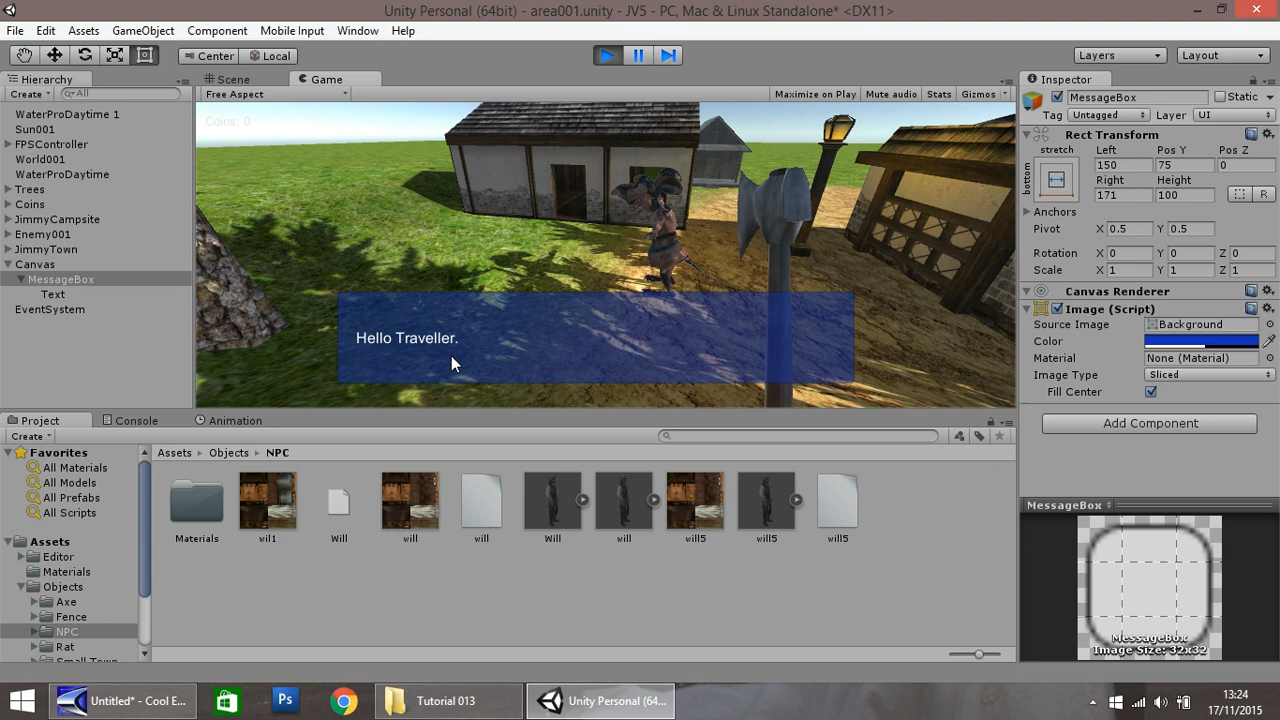 Unity Personal (64bit) - area001.unity - JV5 - PC, Mac & Linux Standalone* <DX11>
File Edit Assets GameObject Component Mobile Input Window Help
Center Local Layers Layout
Hierarchy
Create All
WaterProDaytime 1
Sun001
FPSController
World001
WaterProDaytime
Trees
Coins
JimmyCampsite
Enemy001
JimmyTown
Canvas
MessageBox
Text
EventSystem
Scene Game
Free Aspect Maximize on Play Mute audio Stats Gizmos
Coins: 0
Hello Traveller.
Inspector
MessageBox Static
Tag Untagged Layer UI
Rect Transform
stretch Left Pos Y Pos Z
150 75 0
Right Height
171 100 R
bottom
Anchors
Pivot X 0.5 Y 0.5
Rotation X 0 Y 0 Z 0
Scale X 1 Y 1 Z 1
Canvas Renderer
Image (Script)
Source Image Background
Color
Material None (Material)
Image Type Sliced
Fill Center
Add Component
MessageBox
MessageBox
Image Size: 32x32
Project Console Animation
Create
Favorites
All Materials
All Models
All Prefabs
All Scripts
Assets
Editor
Materials
Objects
Axe
Fence
NPC
Rat
Small Town
Assets Objects NPC
Materials wil1 Will will will Will will will5 will5 will5
Untitled* - Cool E... Ps Tutorial 013 Unity Personal (64...
13:24
17/11/2015